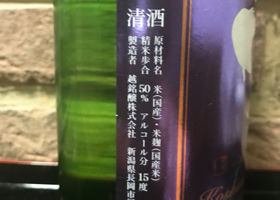 清酒
原材料名 米(国産)・米麹(国産米)
精米歩合 50% アルコール分 15度
製造者 越銘醸株式会社 新潟県長岡市